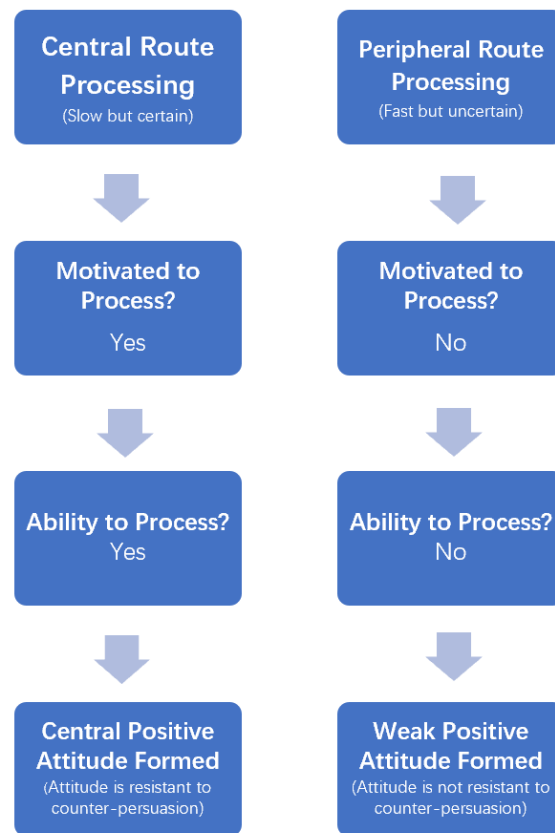 Central Route
Processing
(Slow but certain)
Motivated to
Process?
Yes
Ability to Process?
Yes
Central Positive
Attitude Formed
(Attitude is resistant to
counter-persuasion)
Peripheral Route
Processing
(Fast but uncertain)
Motivated to
Process?
No
Ability to Process?
No
Weak Positive
Attitude Formed
(Attitude is not resistant to
counter-persuasion)